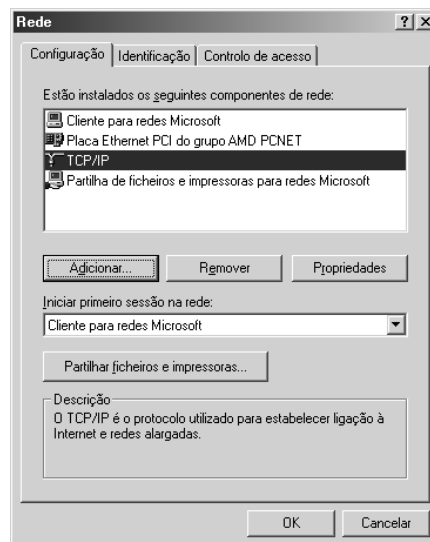 Rede
Configuração Identificação Controlo de acesso
Estão instalados os seguintes componentes de rede:
Cliente para redes Microsoft
Placa Ethernet PCI do grupo AMD PCNET
TCP/IP
Partilha de ficheiros e impressoras para redes Microsoft
Adicionar... Remover Propriedades
Iniciar primeiro sessão na rede:
Cliente para redes Microsoft
Partilhar ficheiros e impressoras...
Descrição
O TCP/IP é o protocolo utilizado para estabelecer ligação à
Internet e redes alargadas.
OK Cancelar